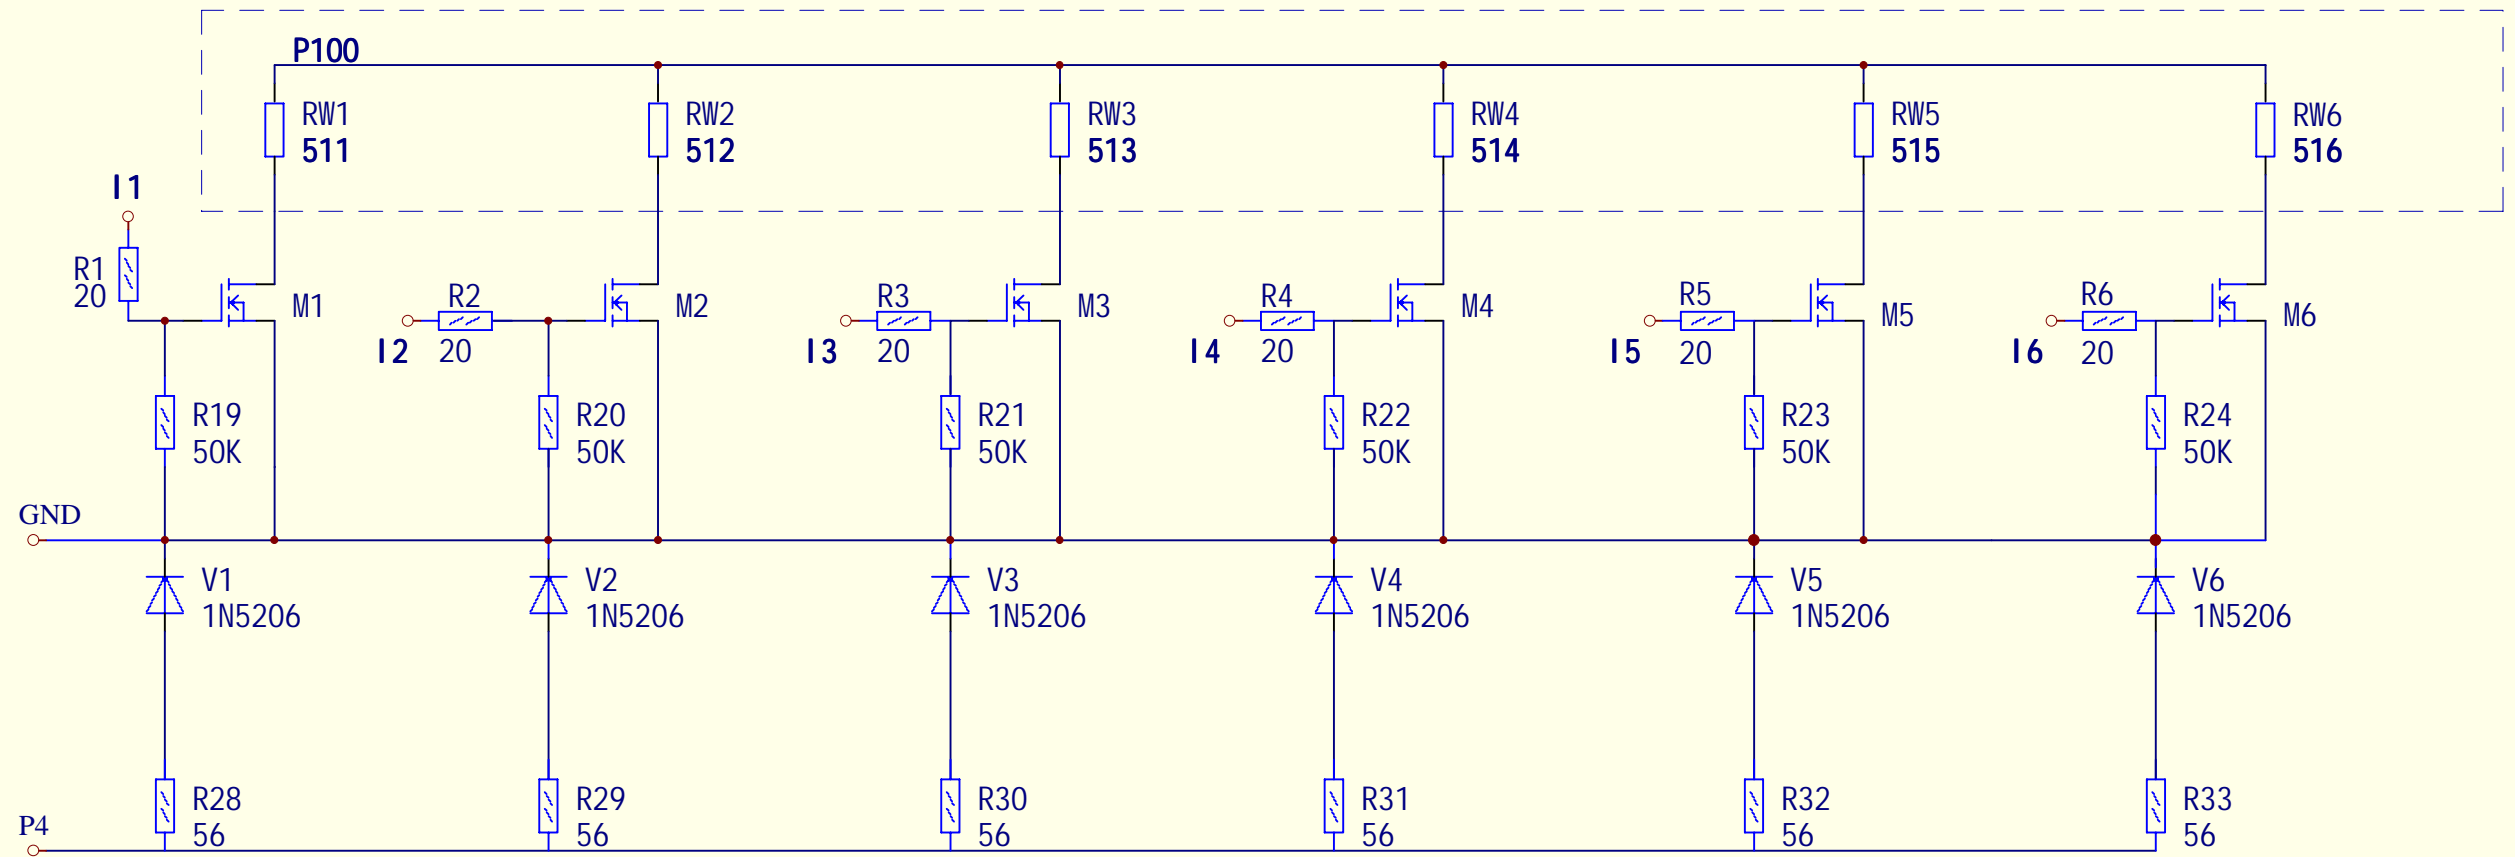 P100
RW1
511
RW2
512
RW3
513
RW4
514
RW5
515
RW6
516
I1
R1
20
M1
R2
I2
20
M2
R3
I3
20
M3
R4
I4
20
M4
R5
I5
20
M5
R6
I6
20
M6
R19
50K
R20
50K
R21
50K
R22
50K
R23
50K
R24
50K
GND
V1
1N5206
V2
1N5206
V3
1N5206
V4
1N5206
V5
1N5206
V6
1N5206
R28
56
R29
56
R30
56
R31
56
R32
56
R33
56
P4